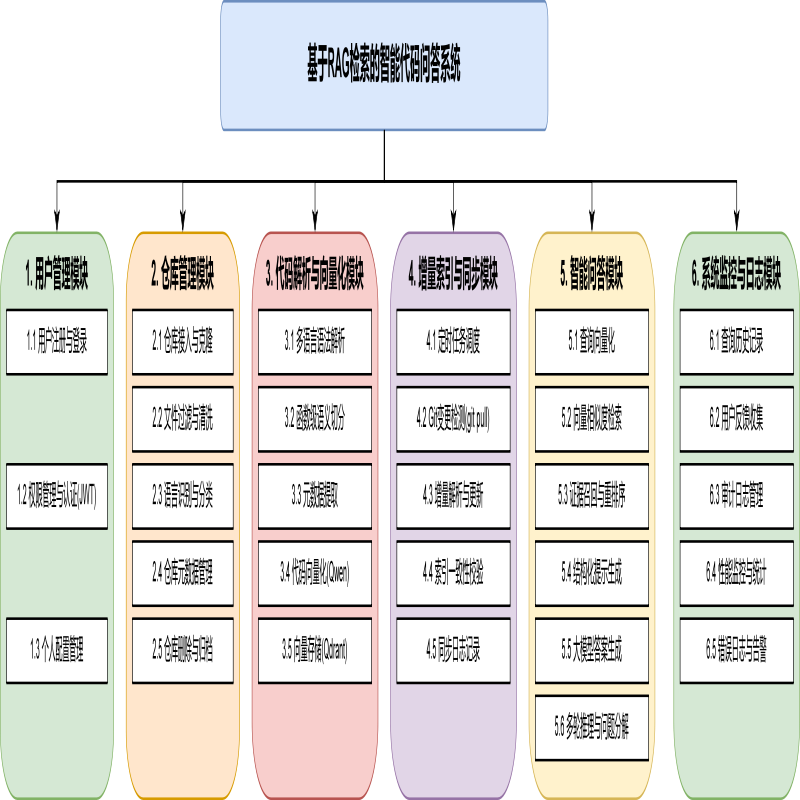 基于RAG检索的智能代码问答系统
1. 用户管理模块
1.1 用户注册与登录
1.2 权限管理与认证(JWT)
1.3 个人配置管理
2. 仓库管理模块
2.1 仓库接入与克隆
2.2 文件过滤与清洗
2.3 语言识别与分类
2.4 仓库元数据管理
2.5 仓库删除与归档
3. 代码解析与向量化模块
3.1 多语言语法解析
3.2 函数级语义切分
3.3 元数据提取
3.4 代码向量化(Qwen)
3.5 向量存储(Qdrant)
4. 增量索引与同步模块
4.1 定时任务调度
4.2 Git变更检测(git pull)
4.3 增量解析与更新
4.4 索引一致性校验
4.5 同步日志记录
5. 智能问答模块
5.1 查询向量化
5.2 向量相似度检索
5.3 证据召回与重排序
5.4 结构化提示生成
5.5 大模型答案生成
5.6 多轮推理与问题分解
6. 系统监控与日志模块
6.1 查询历史记录
6.2 用户反馈收集
6.3 审计日志管理
6.4 性能监控与统计
6.5 错误日志与告警